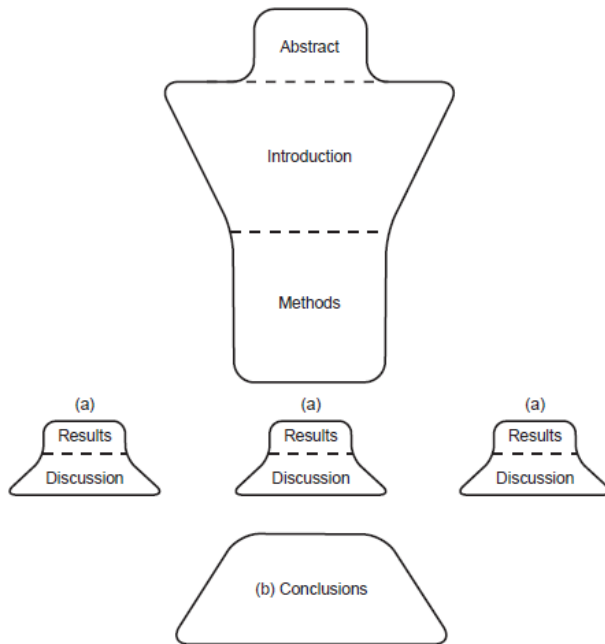 Abstract
Introduction
Methods
(a) (a) (a)
Results Results Results
Discussion Discussion Discussion
(b) Conclusions